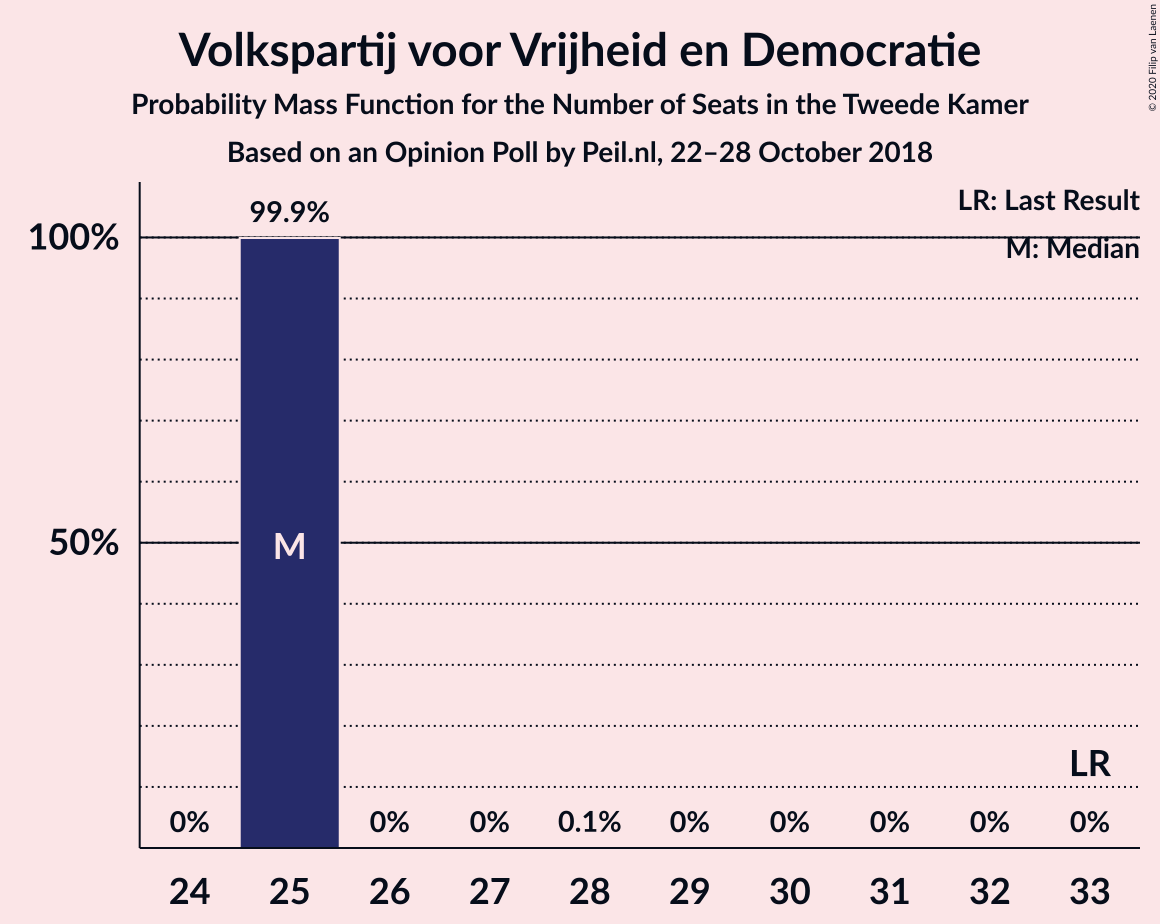 Volkspartij voor Vrijheid en Democratie
Probability Mass Function for the Number of Seats in the Tweede Kamer
Based on an Opinion Poll by Peil.nl, 22–28 October 2018
© 2020 Filip van Laenen
LR: Last Result
M: Median
99.9%
100%
50%
M
LR
0% 0% 0% 0.1% 0% 0% 0% 0% 0%
24 25 26 27 28 29 30 31 32 33